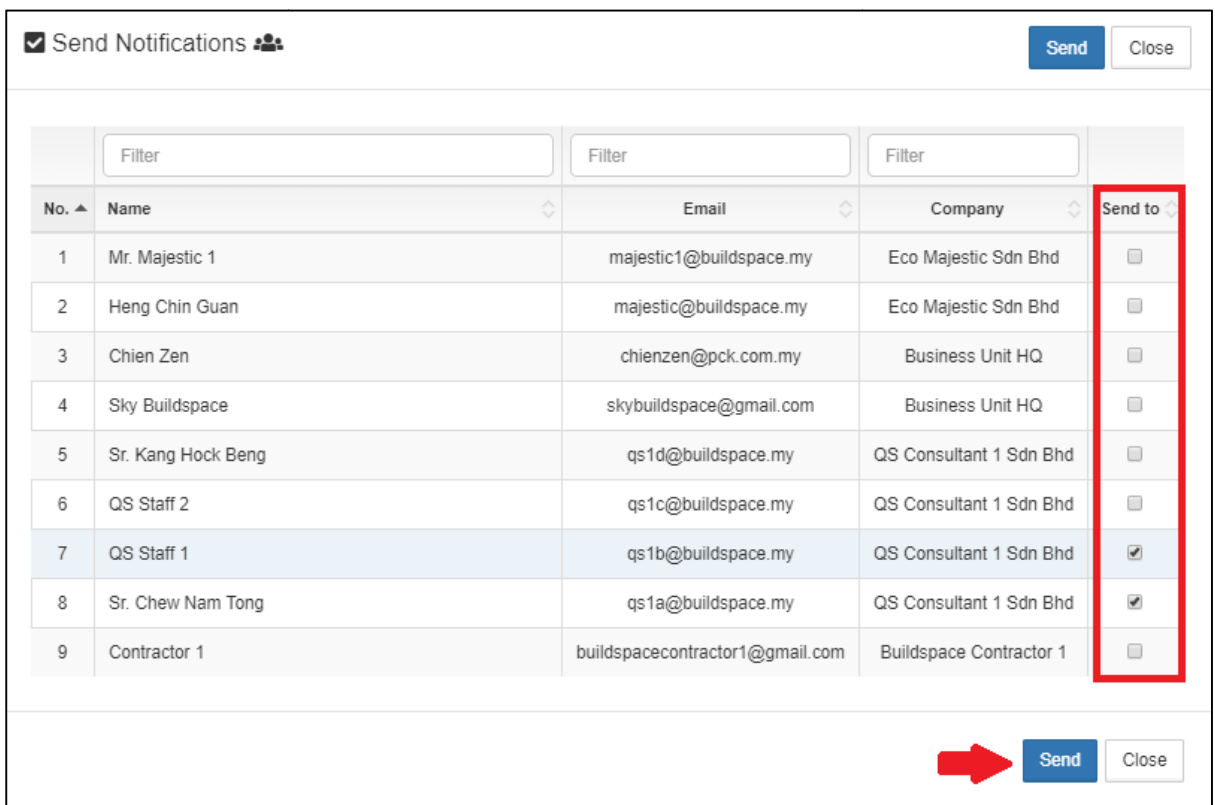 Send Notifications
Send Close
Filter Filter Filter
No. Name Email Company Send to
1 Mr. Majestic 1 majestic1@buildspace.my Eco Majestic Sdn Bhd
2 Heng Chin Guan majestic@buildspace.my Eco Majestic Sdn Bhd
3 Chien Zen chienzen@pck.com.my Business Unit HQ
4 Sky Buildspace skybuildspace@gmail.com Business Unit HQ
5 Sr. Kang Hock Beng qs1d@buildspace.my QS Consultant 1 Sdn Bhd
6 QS Staff 2 qs1c@buildspace.my QS Consultant 1 Sdn Bhd
7 QS Staff 1 qs1b@buildspace.my QS Consultant 1 Sdn Bhd
8 Sr. Chew Nam Tong qs1a@buildspace.my QS Consultant 1 Sdn Bhd
9 Contractor 1 buildspacecontractor1@gmail.com Buildspace Contractor 1
Send Close